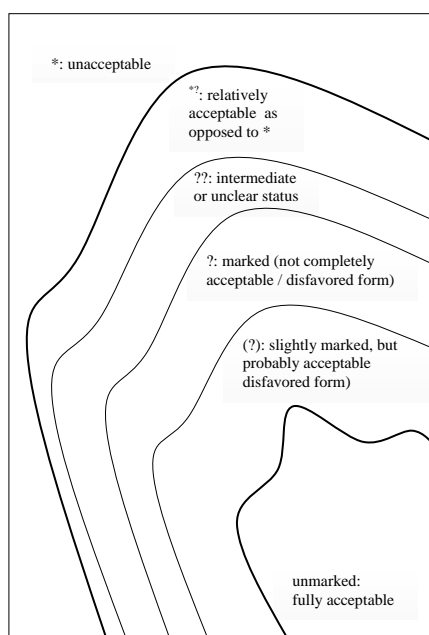 *: unacceptable
*?: relatively
acceptable as
opposed to *
??: intermediate
or unclear status
?: marked (not completely
acceptable / disfavored form)
(?): slightly marked, but
probably acceptable
disfavored form)
unmarked:
fully acceptable